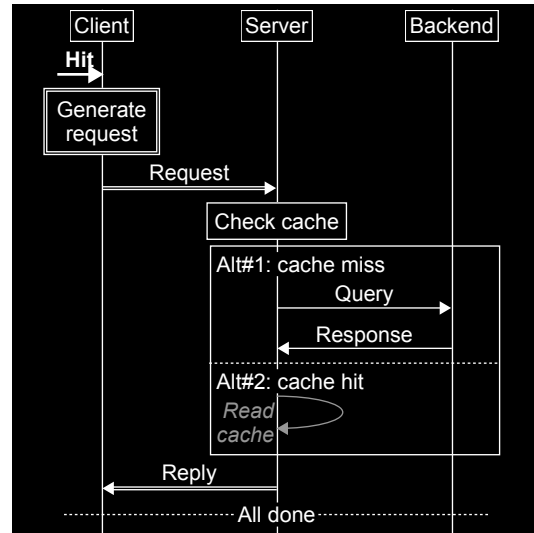 Client
Server
Backend
Hit
Generate
request
Request
Check cache
Alt#1: cache miss
Query
Response
Alt#2: cache hit
Read
cache
Reply
All done